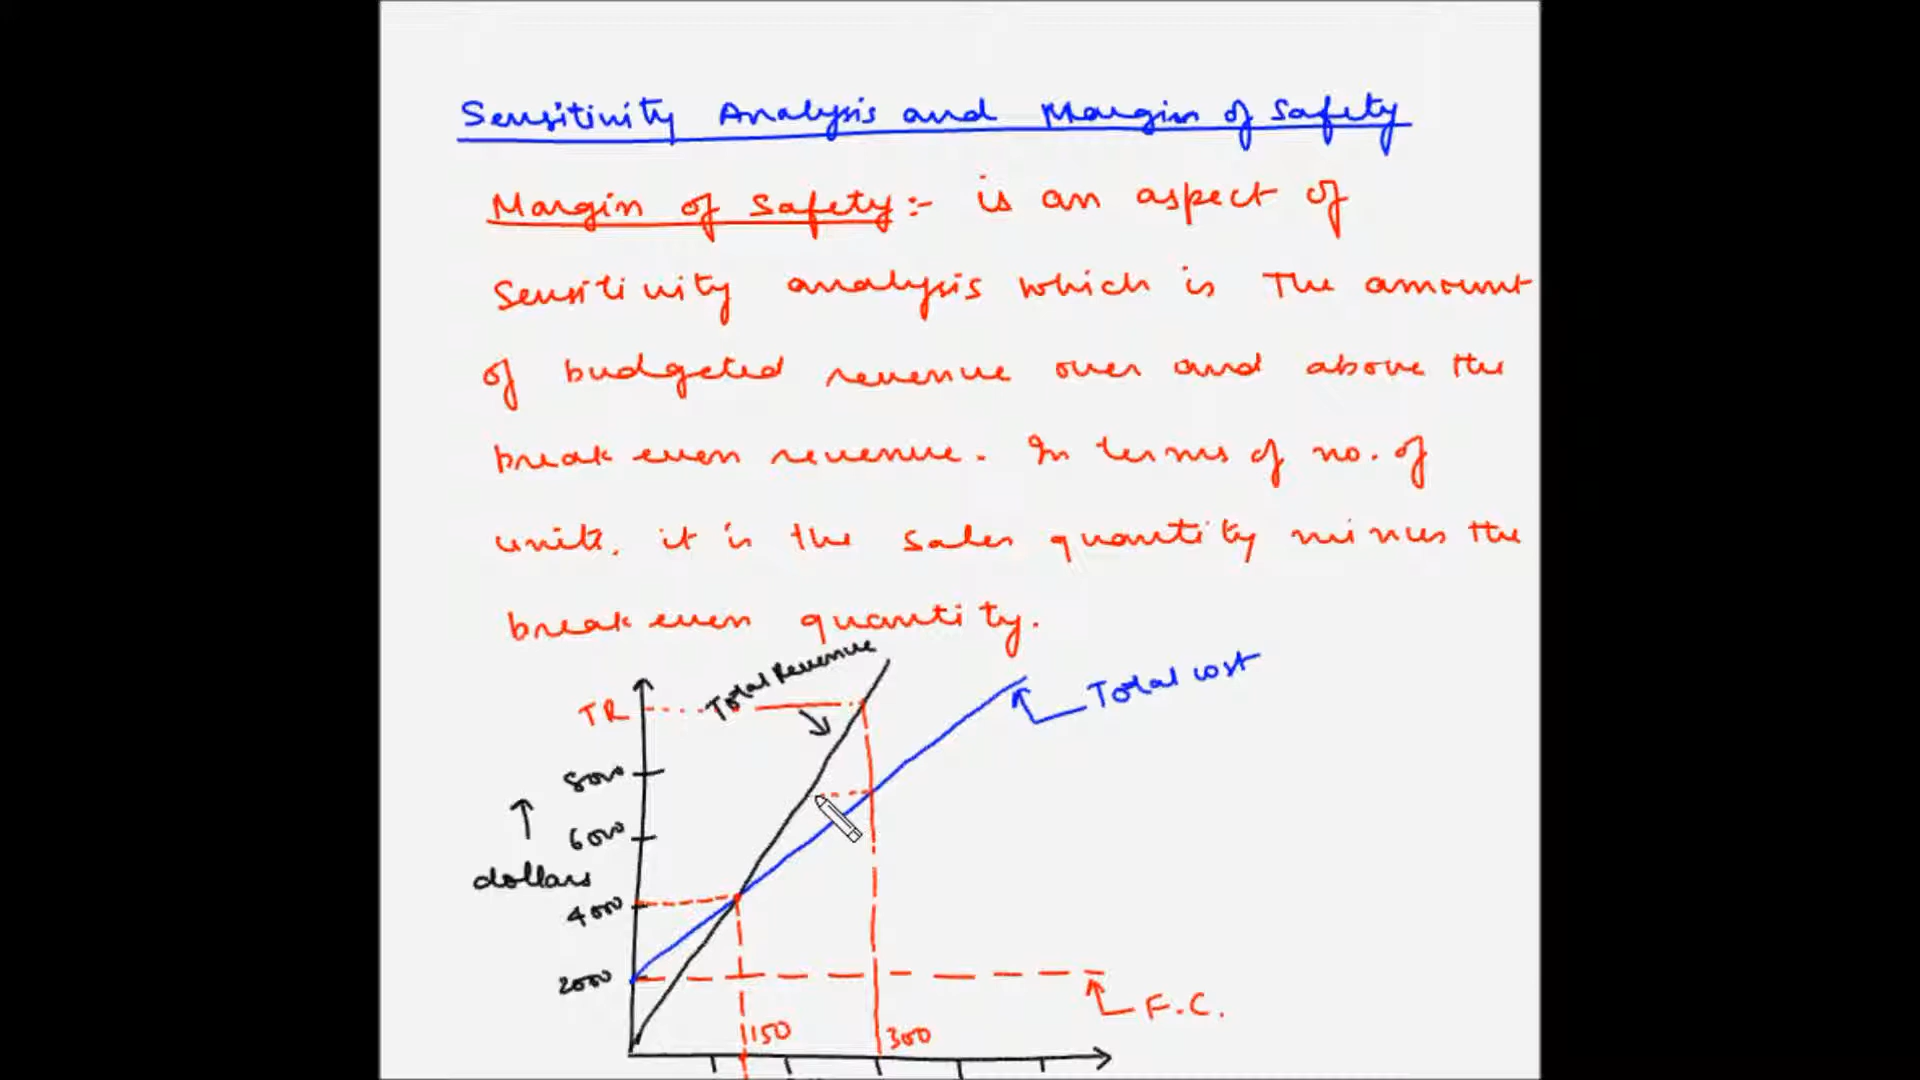 Sensitivity Analysis and Margin of Safety
Margin of Safety:- is an aspect of
Sensitivity analysis which is The amount
of budgeted revenue over and above the
break even revenue. In terms of no. of
units. it is the sales quantity minus the
break even quantity.
Total Revenue
Total cost
TR
8000
6000
dollars
4000
2000
F.C.
150
300